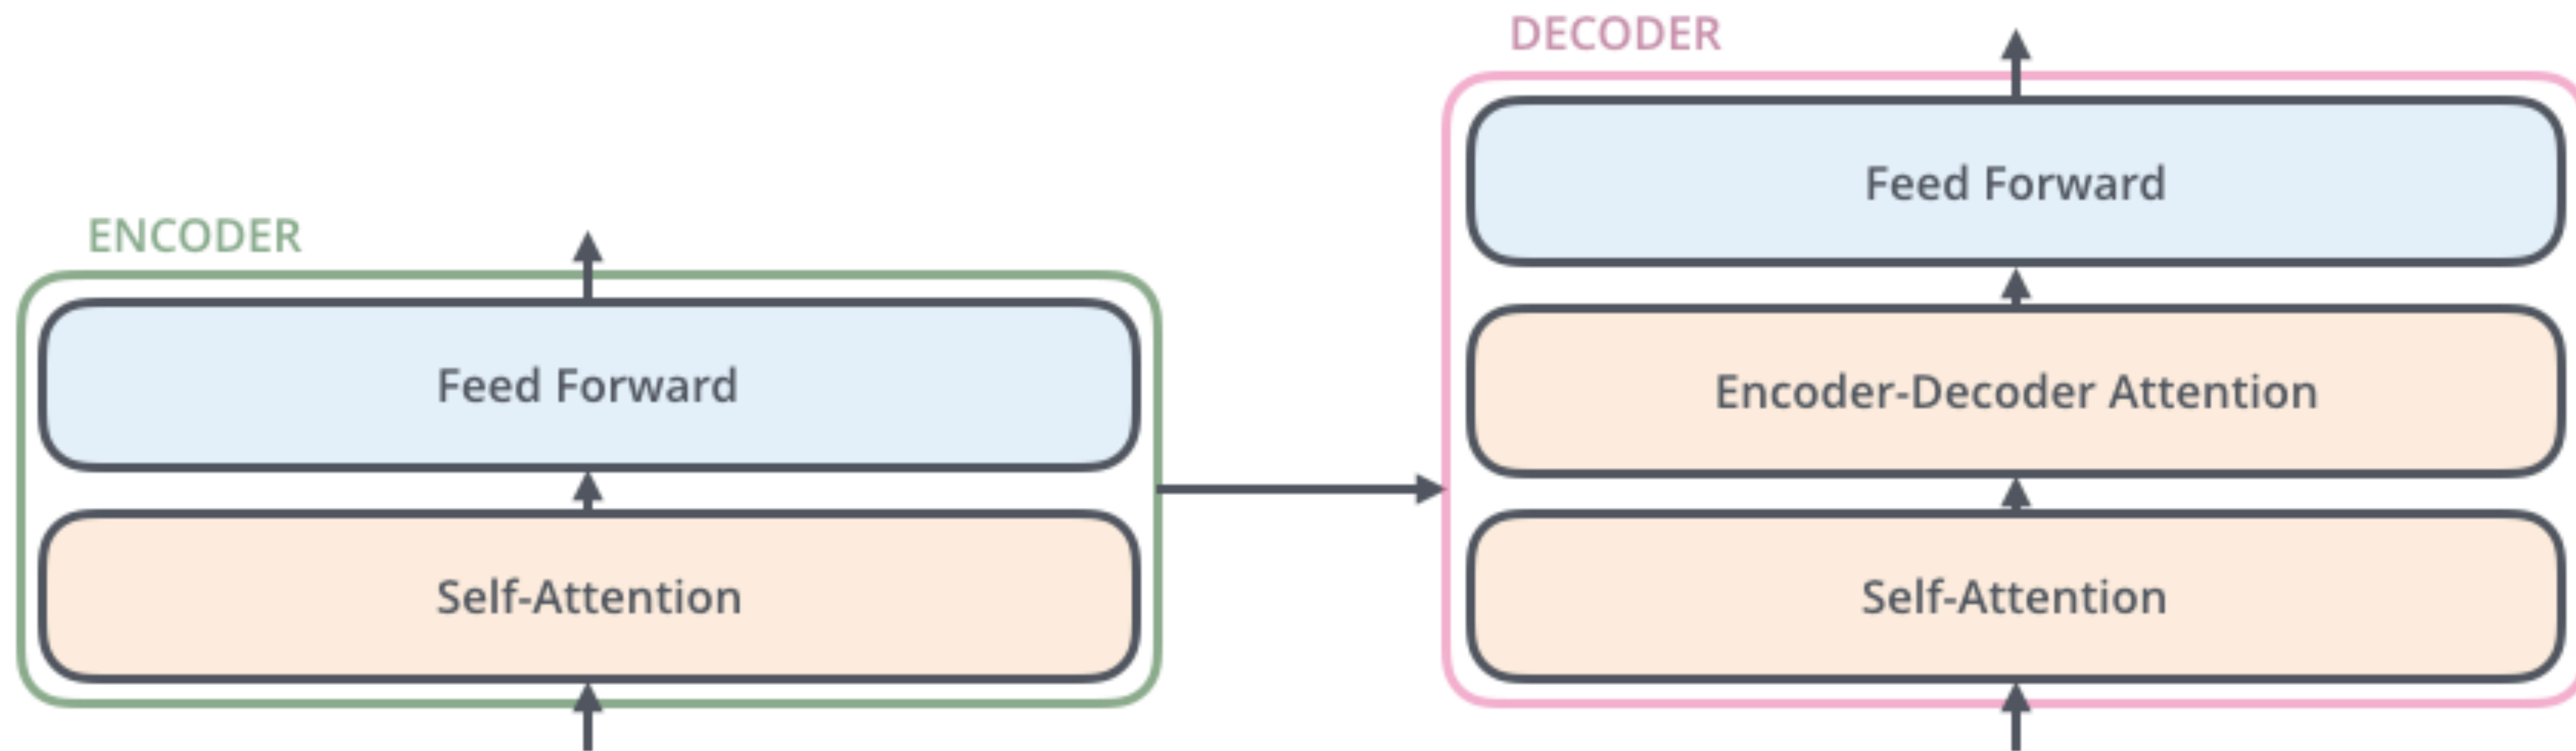 ENCODER
Feed Forward
Self-Attention
DECODER
Feed Forward
Encoder-Decoder Attention
Self-Attention